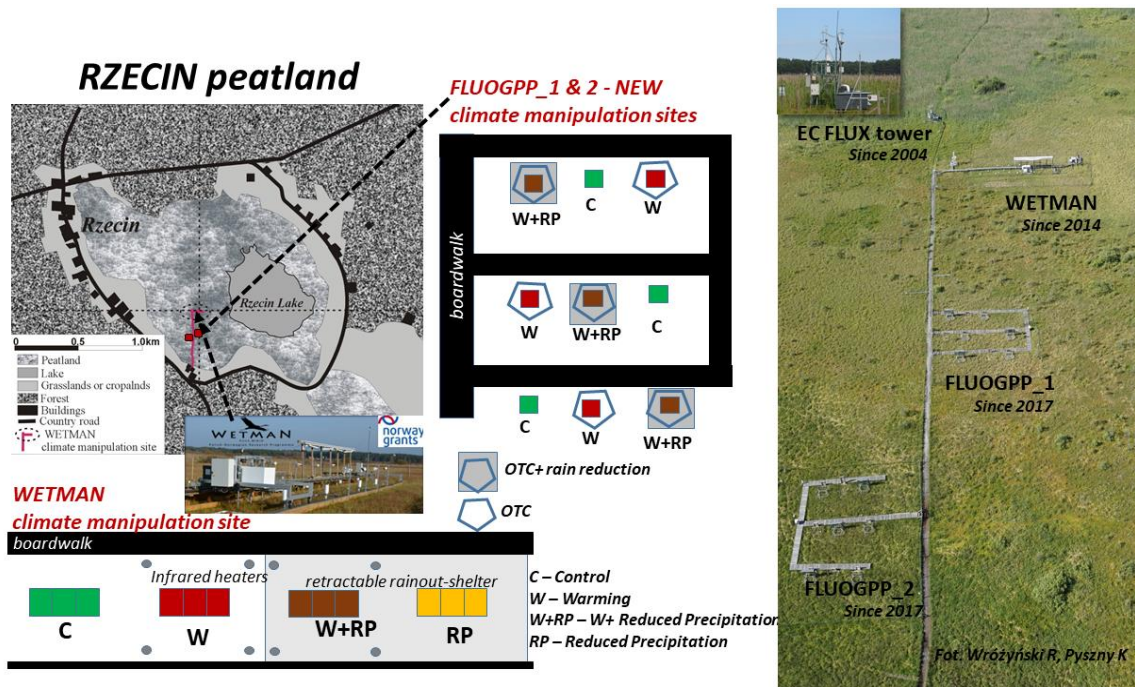 RZECIN peatland
FLUOGPP_1 & 2 - NEW
climate manipulation sites
Rzecin
Rzecin Lake
0
0.5
1.0km
Peatland
Lake
Grasslands or cropalnds
Forest
Buildings
Country road
WETMAN
climate manipulation site
WETMAN
norway
grants
boardwalk
W+RP
C
W
W
W+RP
C
C
W
W+RP
OTC+ rain reduction
OTC
WETMAN
climate manipulation site
boardwalk
Infrared heaters
retractable rainout-shelter
C
W
W+RP
RP
C – Control
W – Warming
W+RP – W+ Reduced Precipitation
RP – Reduced Precipitation
EC FLUX tower
Since 2004
WETMAN
Since 2014
FLUOGPP_1
Since 2017
FLUOGPP_2
Since 2017
Fot. Wróżyński R, Pyszny K